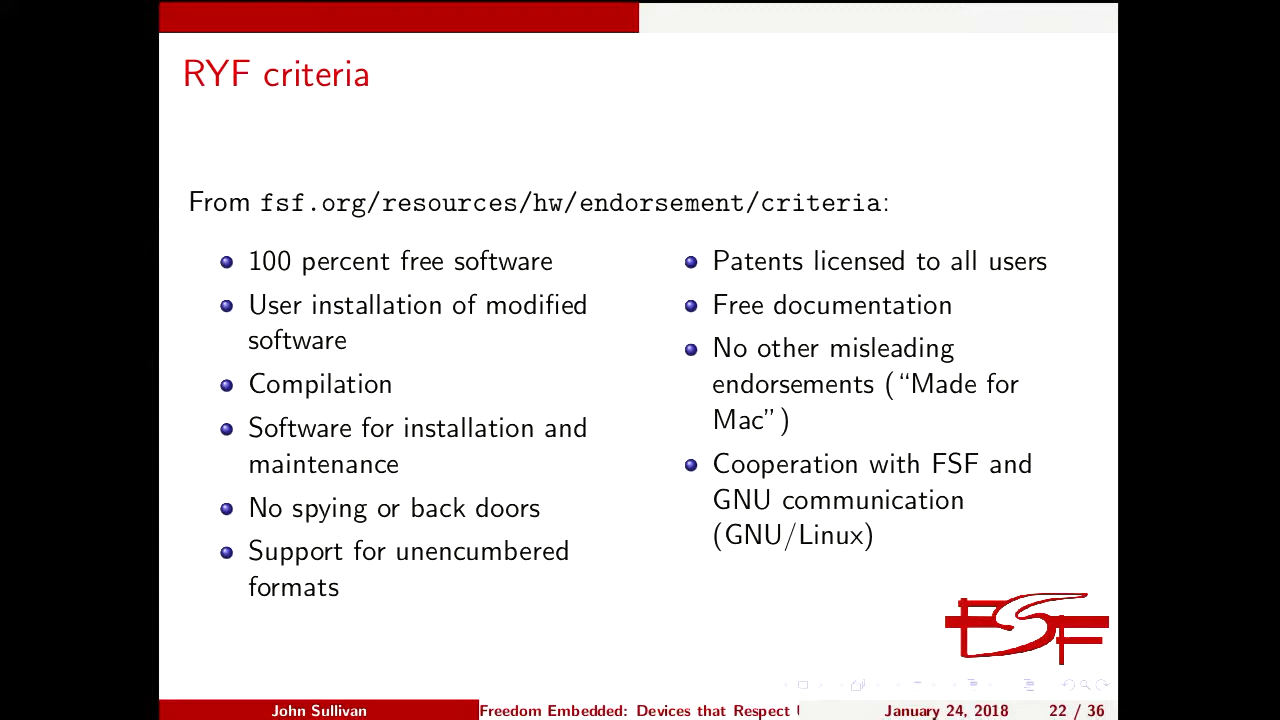 RYF criteria
From fsf.org/resources/hw/endorsement/criteria:
100 percent free software
User installation of modified
software
Compilation
Software for installation and
maintenance
No spying or back doors
Support for unencumbered
formats
Patents licensed to all users
Free documentation
No other misleading
endorsements (“Made for
Mac”)
Cooperation with FSF and
GNU communication
(GNU/Linux)
FSF
John Sullivan
Freedom Embedded: Devices that Respect
January 24, 2018
22 / 36